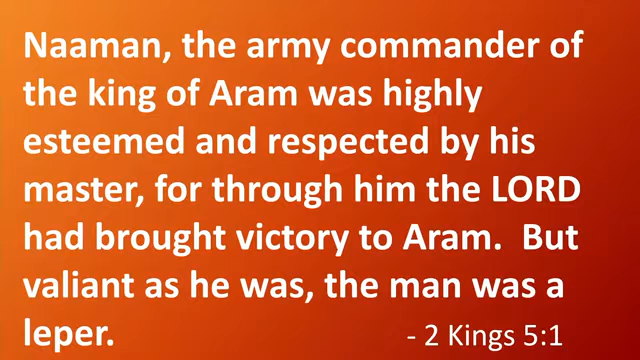 Naaman, the army commander of
the king of Aram was highly
esteemed and respected by his
master, for through him the LORD
had brought victory to Aram.  But
valiant as he was, the man was a
leper.
- 2 Kings 5:1